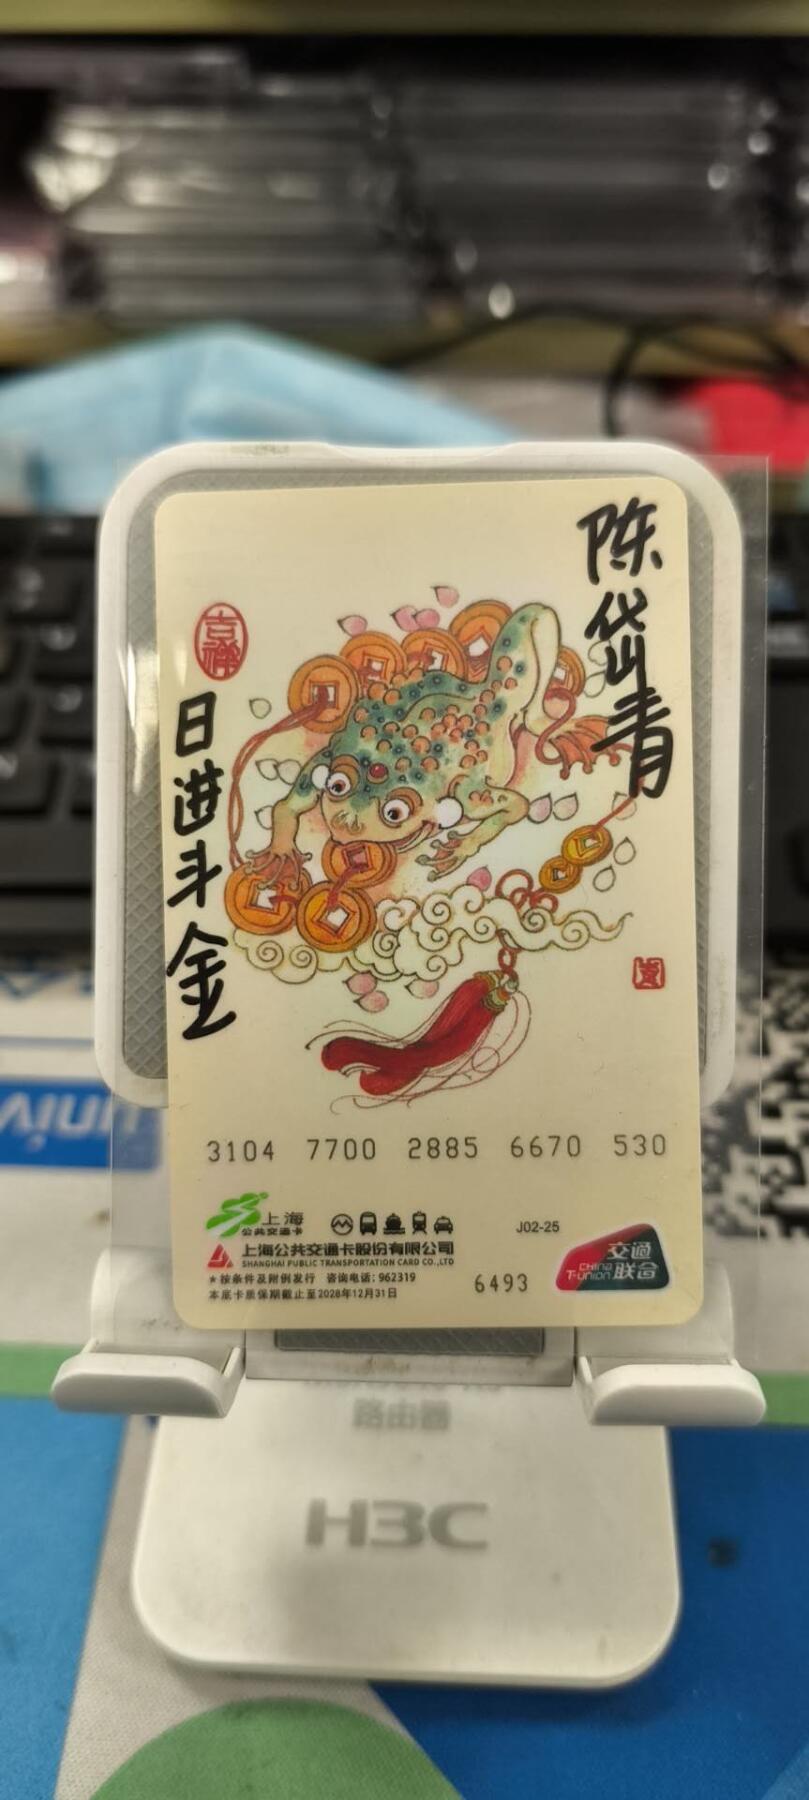 陈岱青
吉祥
日进斗金
3104 7700 2885 6670 530
上海
公共交通卡
J02-25
上海公共交通卡股份有限公司
SHANGHAI PUBLIC TRANSPORTATION CARD CO.,LTD
★按条件及附例发行 咨询电话:962319
本底卡质保期截止至2028年12月31日
6493
交通
联合
CHINA
T-UNION
路由器
H3C
univ